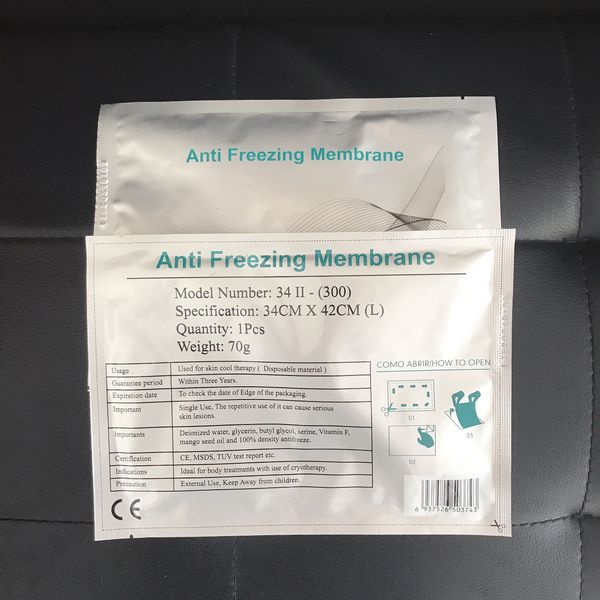 Anti Freezing Membrane
Anti Freezing Membrane
Model Number: 34 II - (300)
Specification: 34CM X 42CM (L)
Quantity: 1Pcs
Weight: 70g
Usage Used for skin cool therapy ( Disposable material )
Guarantee period Within Three Years.
Expiration date To check the date of Edge of the packaging.
Important Single Use, The repetitive use of it can cause serious
skin lesions.
Importants Deionized water, glycerin, butyl glycol, serine, Vitamin E,
mango seed oil and 100% density antifreeze.
Certification CE, MSDS, TUV test report etc.
Indications Ideal for body treatments with use of cryotherapy.
Precaution External Use, Keep Away from children.
CE
COMO ABRIR/HOW TO OPEN
01
02
03
6 937526 503743